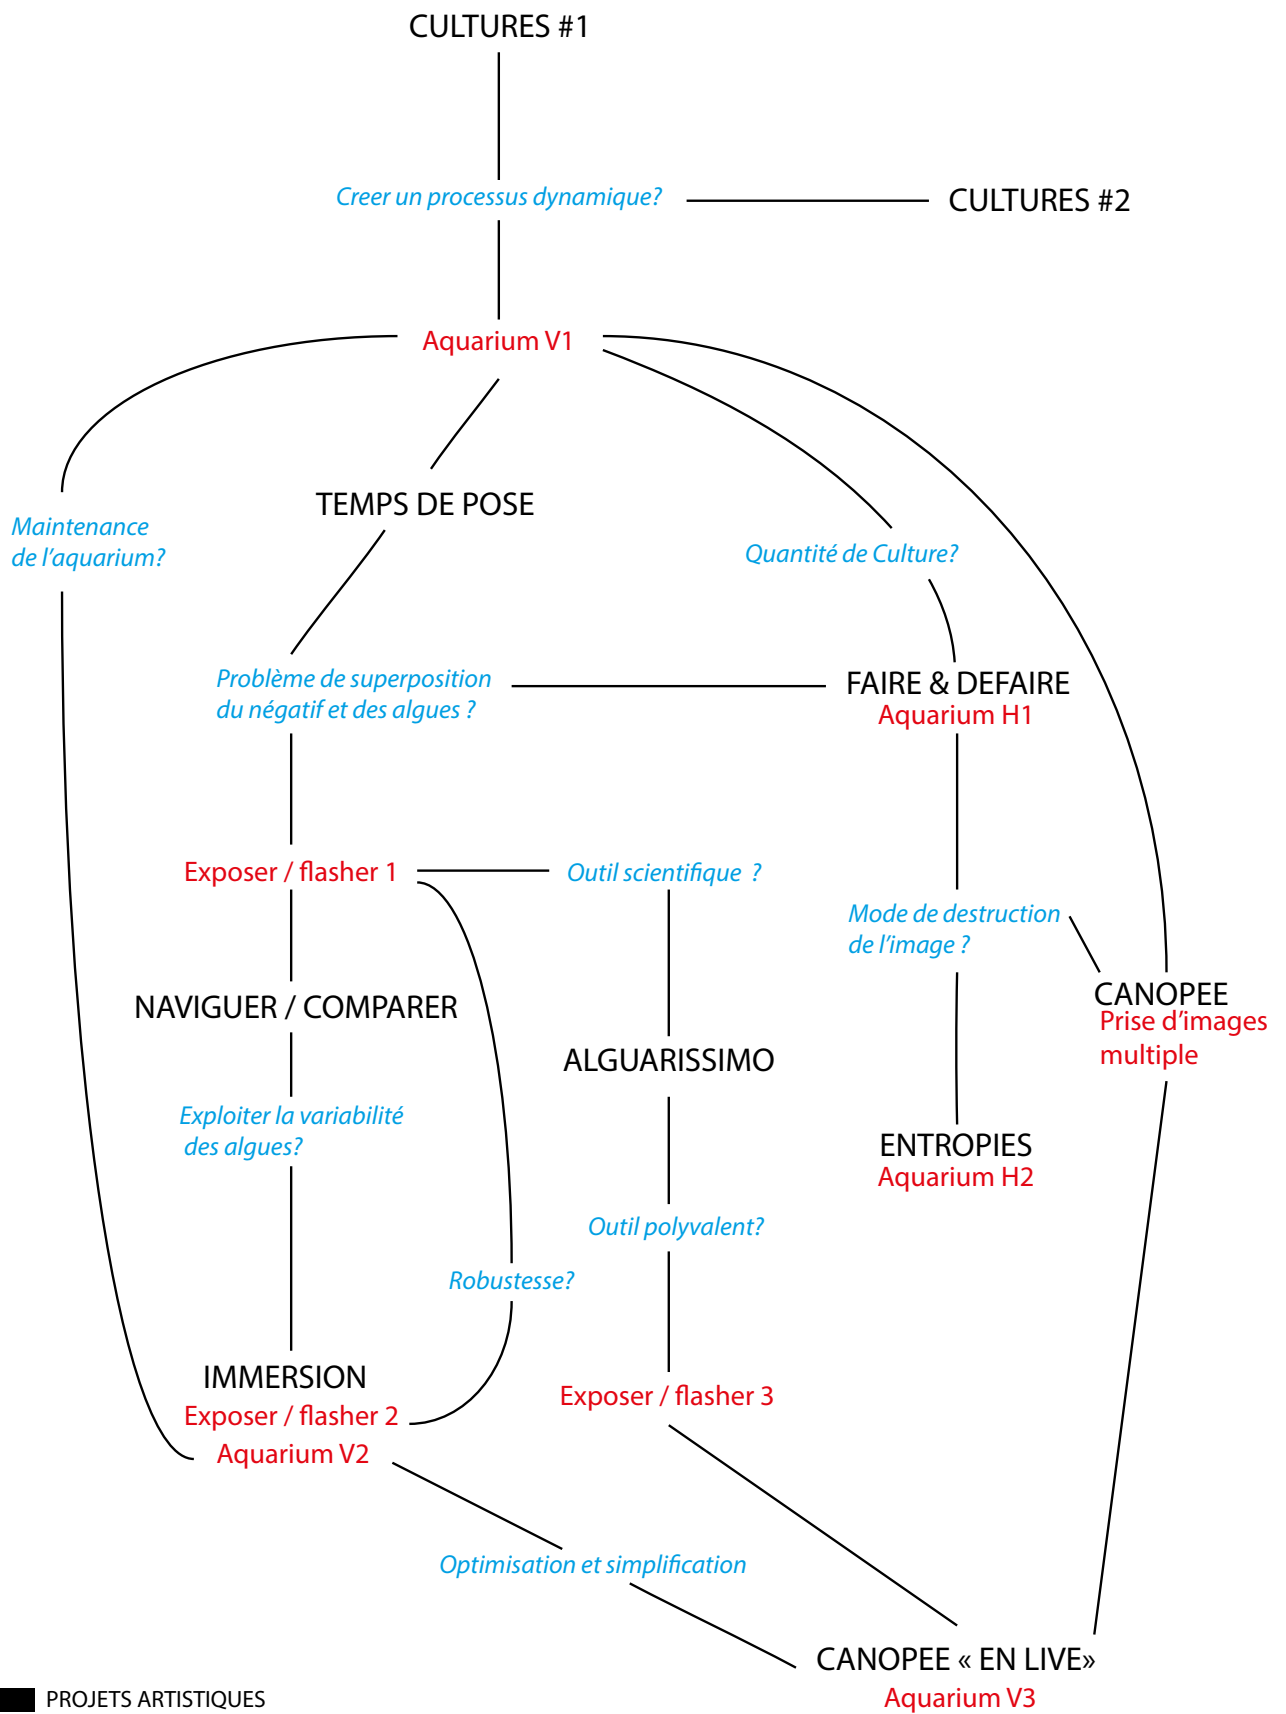 CULTURES #1
Creer un processus dynamique?
CULTURES #2
Aquarium V1
TEMPS DE POSE
Maintenance
de l'aquarium?
Quantité de Culture?
Problème de superposition
du négatif et des algues ?
FAIRE & DEFAIRE
Aquarium H1
Exposer / flasher 1
Outil scientifique ?
Mode de destruction
de l'image ?
NAVIGUER / COMPARER
CANOPEE
Prise d'images
multiple
ALGUARISSIMO
Exploiter la variabilité
des algues?
ENTROPIES
Aquarium H2
Outil polyvalent?
Robustesse?
IMMERSION
Exposer / flasher 2
Aquarium V2
Exposer / flasher 3
Optimisation et simplification
CANOPEE « EN LIVE»
Aquarium V3
PROJETS ARTISTIQUES